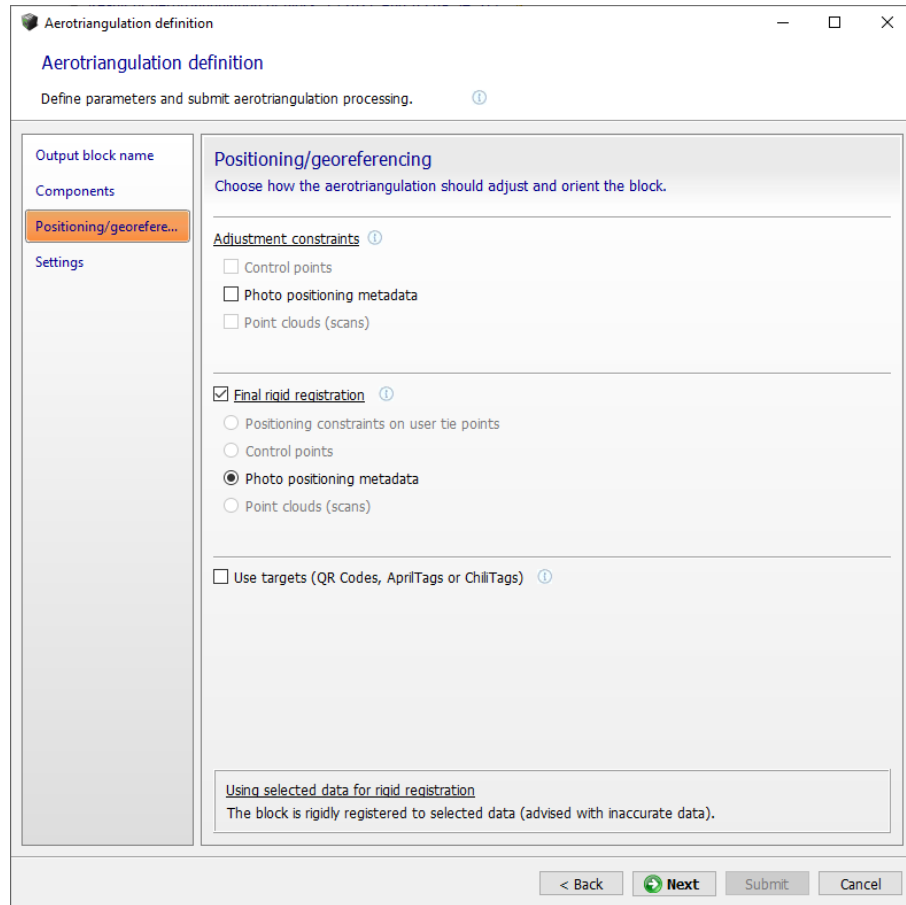 Aerotriangulation definition
Aerotriangulation definition
Define parameters and submit aerotriangulation processing.
Output block name
Components
Positioning/georefere...
Settings
Positioning/georeferencing
Choose how the aerotriangulation should adjust and orient the block.
Adjustment constraints
Control points
Photo positioning metadata
Point clouds (scans)
Final rigid registration
Positioning constraints on user tie points
Control points
Photo positioning metadata
Point clouds (scans)
Use targets (QR Codes, AprilTags or ChiliTags)
Using selected data for rigid registration
The block is rigidly registered to selected data (advised with inaccurate data).
< Back
Next
Submit
Cancel